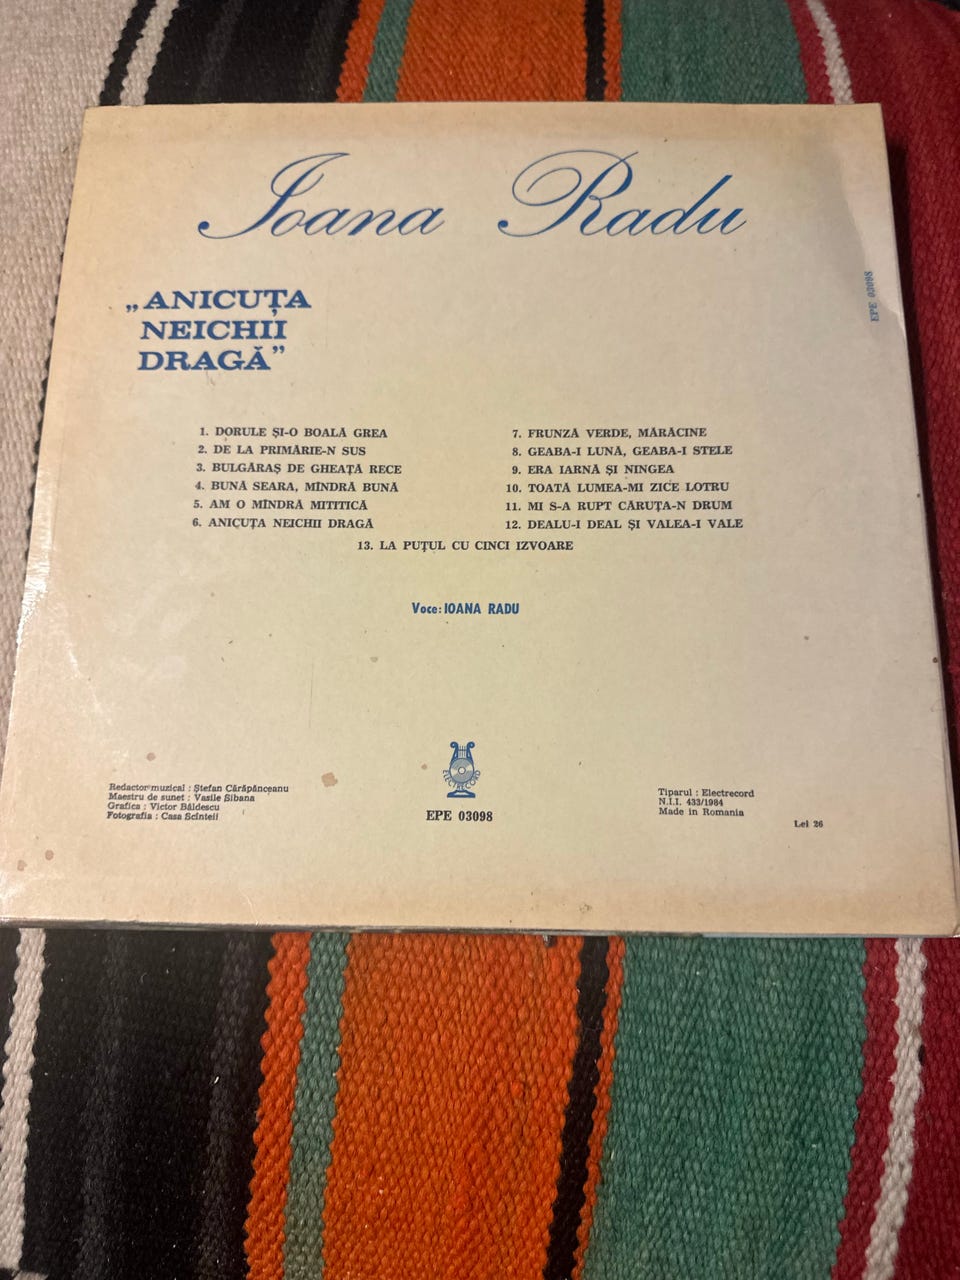 Ioana Radu
EPE 03098
„ANICUȚA
NEICHII
DRAGĂ”
1. DORULE ȘI-O BOALĂ GREA
2. DE LA PRIMĂRIE-N SUS
3. BULGĂRAȘ DE GHEAȚĂ RECE
4. BUNĂ SEARA, MÎNDRĂ BUNĂ
5. AM O MÎNDRĂ MITITICĂ
6. ANICUȚA NEICHII DRAGĂ
7. FRUNZĂ VERDE, MĂRĂCINE
8. GEABA-I LUNĂ, GEABA-I STELE
9. ERA IARNĂ ȘI NINGEA
10. TOATĂ LUMEA-MI ZICE LOTRU
11. MI S-A RUPT CĂRUȚA-N DRUM
12. DEALU-I DEAL ȘI VALEA-I VALE
13. LA PUȚUL CU CINCI IZVOARE
Voce: IOANA RADU
Redactor muzical : Ștefan Cărăpănceanu
Maestru de sunet : Vasile Sibana
Grafica : Victor Bâldescu
Fotografia : Casa Scînteii
ELECTRECORD
EPE 03098
Tiparul : Electrecord
N.I.I. 433/1984
Made in Romania
Lei 26